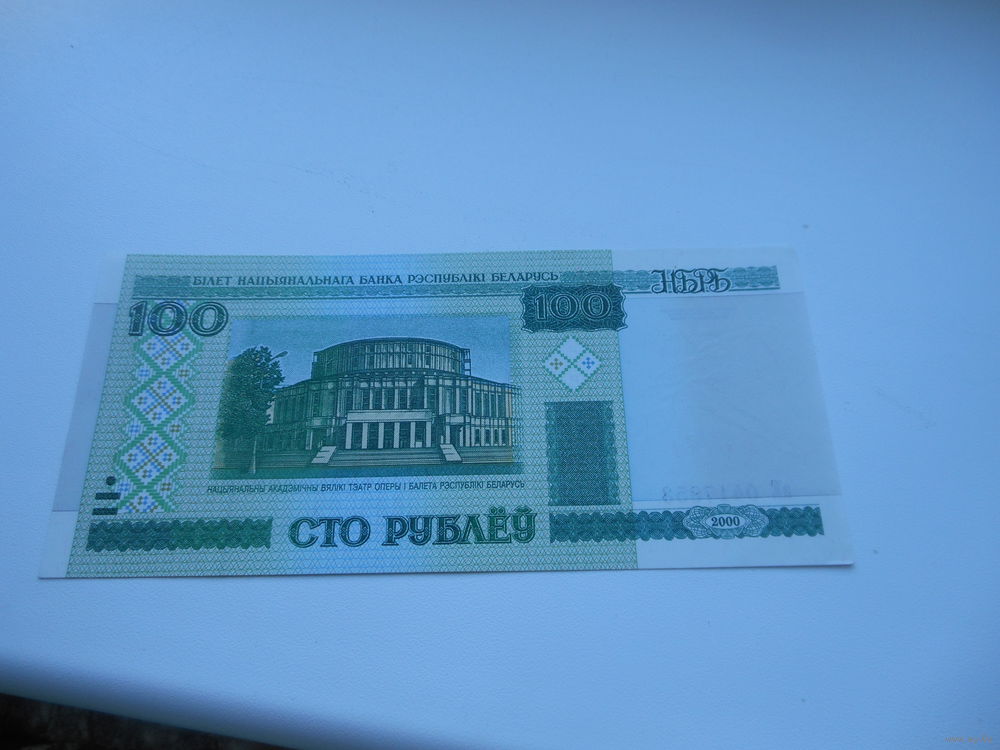 БІЛЕТ НАЦЫЯНАЛЬНАГА БАНКА РЭСПУБЛІКІ БЕЛАРУСЬ
НБРБ
100
100
НАЦЫЯНАЛЬНЫ АКАДЭМІЧНЫ ВЯЛІКІ ТЭАТР ОПЕРЫ І БАЛЕТА РЭСПУБЛІКІ БЕЛАРУСЬ
СТО РУБЛЁЎ
2000